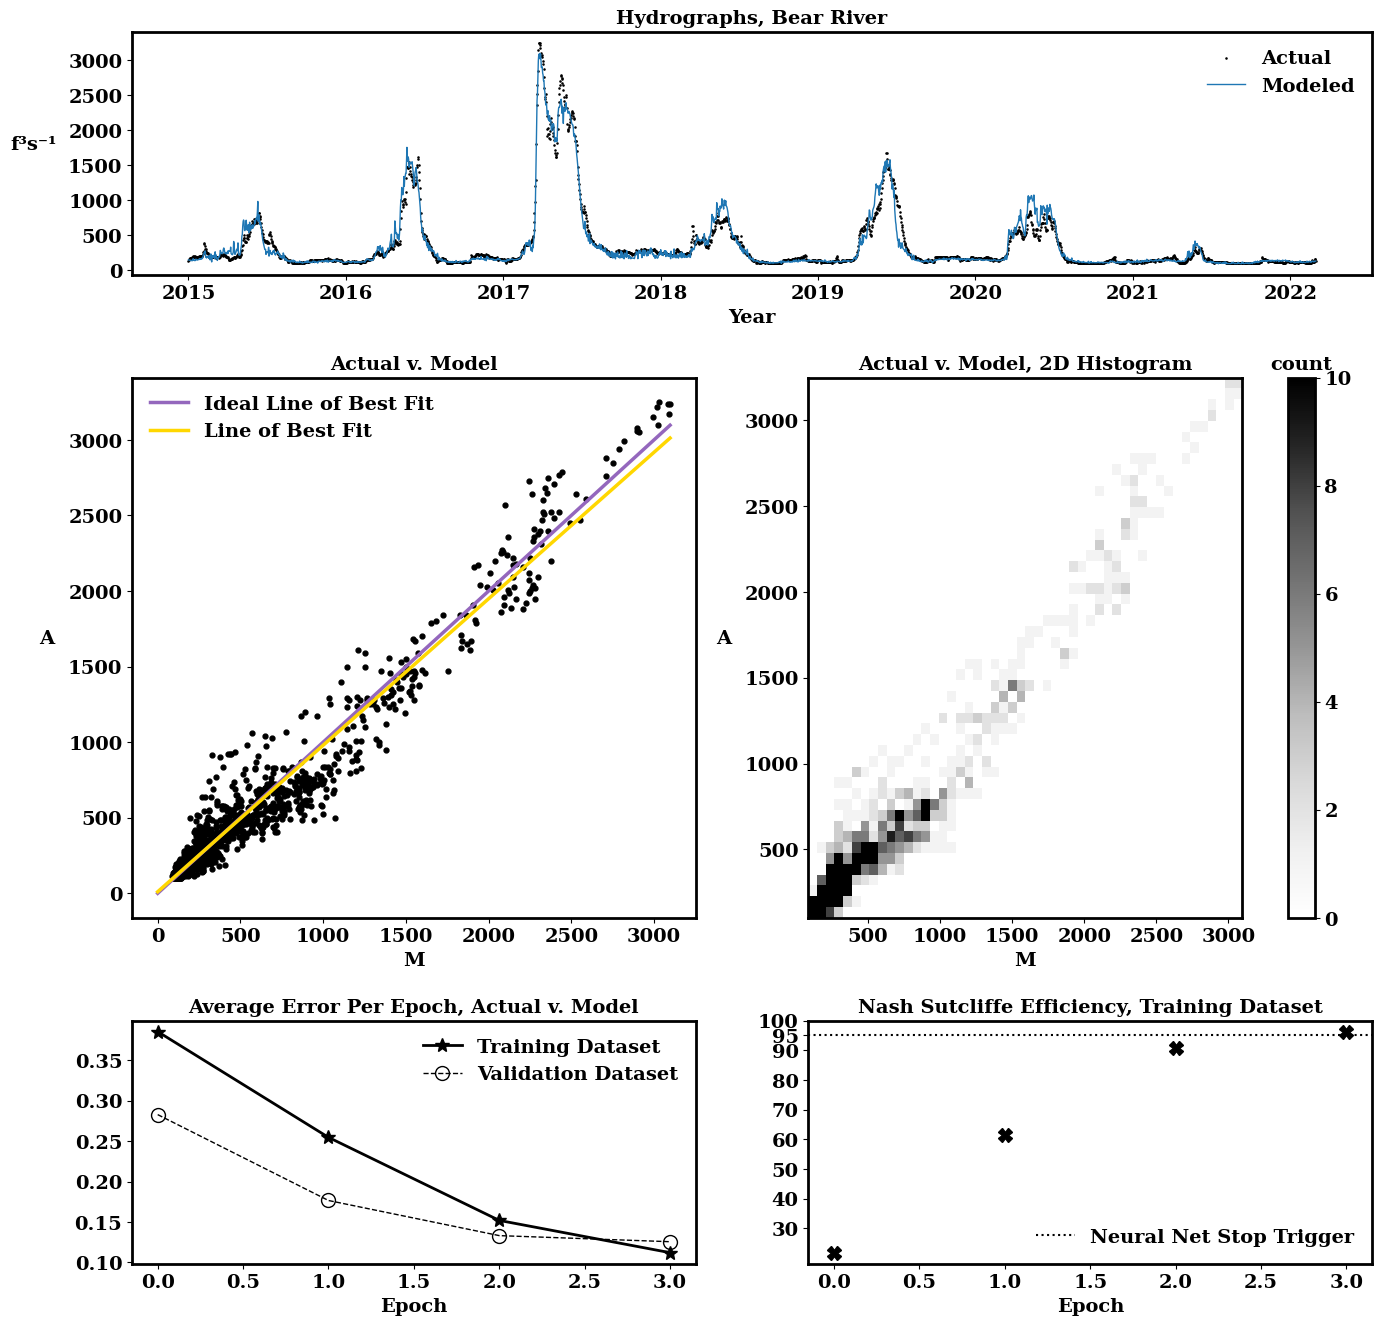 Hydrographs, Bear River
3000
2500
2000
1500
1000
500
0
f³s⁻¹
Actual
Modeled
2015 2016 2017 2018 2019 2020 2021 2022
Year
Actual v. Model
3000
2500
2000
1500
1000
500
0
A
Ideal Line of Best Fit
Line of Best Fit
0 500 1000 1500 2000 2500 3000
M
Actual v. Model, 2D Histogram
3000
2500
2000
1500
1000
500
A
500 1000 1500 2000 2500 3000
M
count
10
8
6
4
2
0
Average Error Per Epoch, Actual v. Model
0.35
0.30
0.25
0.20
0.15
0.10
Training Dataset
Validation Dataset
0.0 0.5 1.0 1.5 2.0 2.5 3.0
Epoch
Nash Sutcliffe Efficiency, Training Dataset
100
95
90
80
70
60
50
40
30
Neural Net Stop Trigger
0.0 0.5 1.0 1.5 2.0 2.5 3.0
Epoch